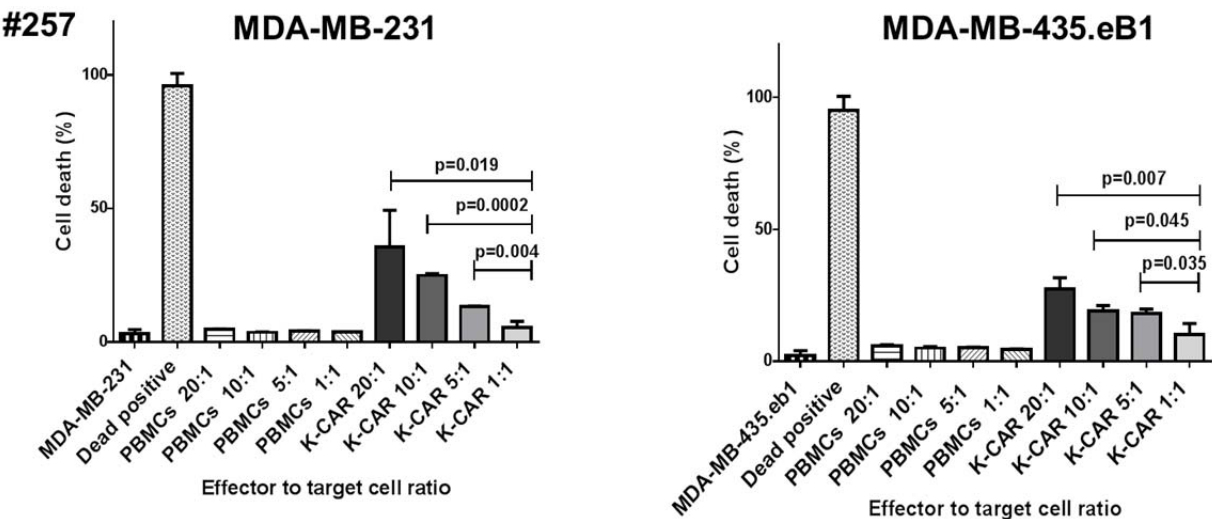 #257
MDA-MB-231
Cell death (%)
100
50
0
p=0.019
p=0.0002
p=0.004
MDA-MB-231
Dead positive
PBMCs 20:1
PBMCs 10:1
PBMCs 5:1
PBMCs 1:1
K-CAR 20:1
K-CAR 10:1
K-CAR 5:1
K-CAR 1:1
Effector to target cell ratio
MDA-MB-435.eB1
Cell death (%)
100
50
0
p=0.007
p=0.045
p=0.035
MDA-MB-435.eb1
Dead positive
PBMCs 20:1
PBMCs 10:1
PBMCs 5:1
PBMCs 1:1
K-CAR 20:1
K-CAR 10:1
K-CAR 5:1
K-CAR 1:1
Effector to target cell ratio